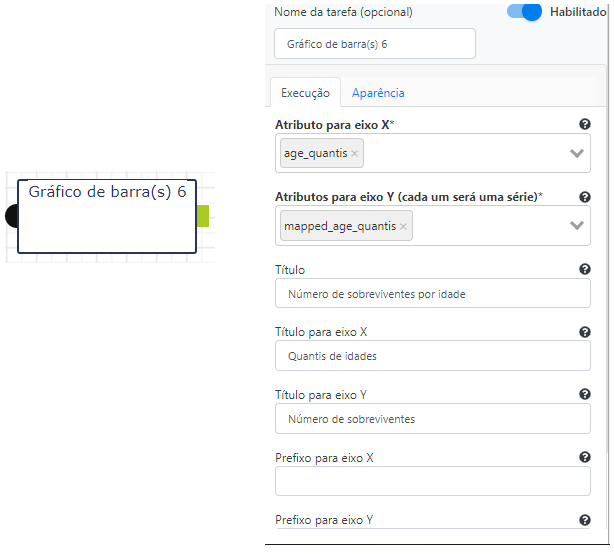 Gráfico de barra(s) 6
Nome da tarefa (opcional)
Habilitado
Gráfico de barra(s) 6
Execução
Aparência
Atributo para eixo X*
age_quantis ×
Atributos para eixo Y (cada um será uma série)*
mapped_age_quantis ×
Título
Número de sobreviventes por idade
Título para eixo X
Quantis de idades
Título para eixo Y
Número de sobreviventes
Prefixo para eixo X
Prefixo para eixo Y